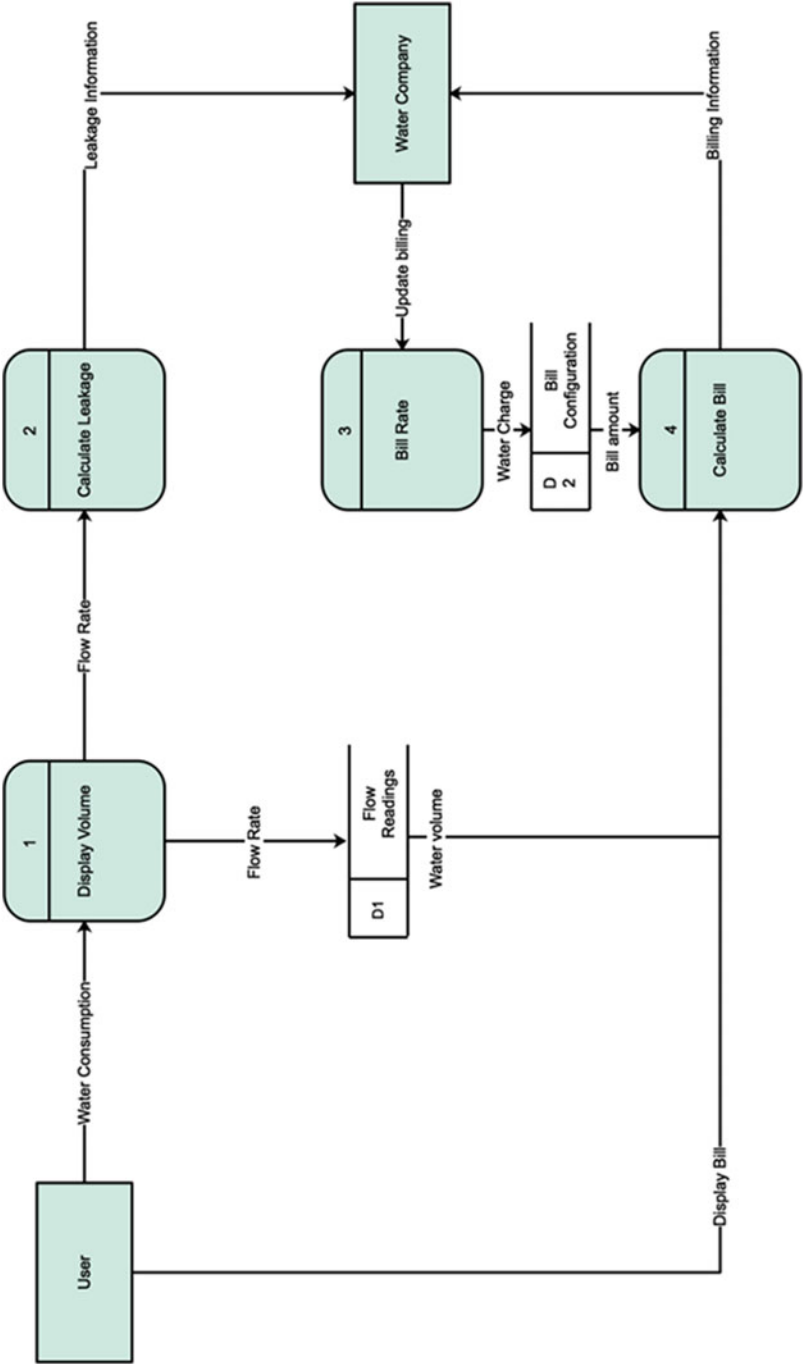 User
Water Consumption
1
Display Volume
Flow Rate
2
Calculate Leakage
Leakage Information
Flow Rate
D1
Flow
Readings
Water volume
Water Company
Update billing
3
Bill Rate
Water Charge
D
2
Bill
Configuration
Bill amount
4
Calculate Bill
Billing Information
Display Bill